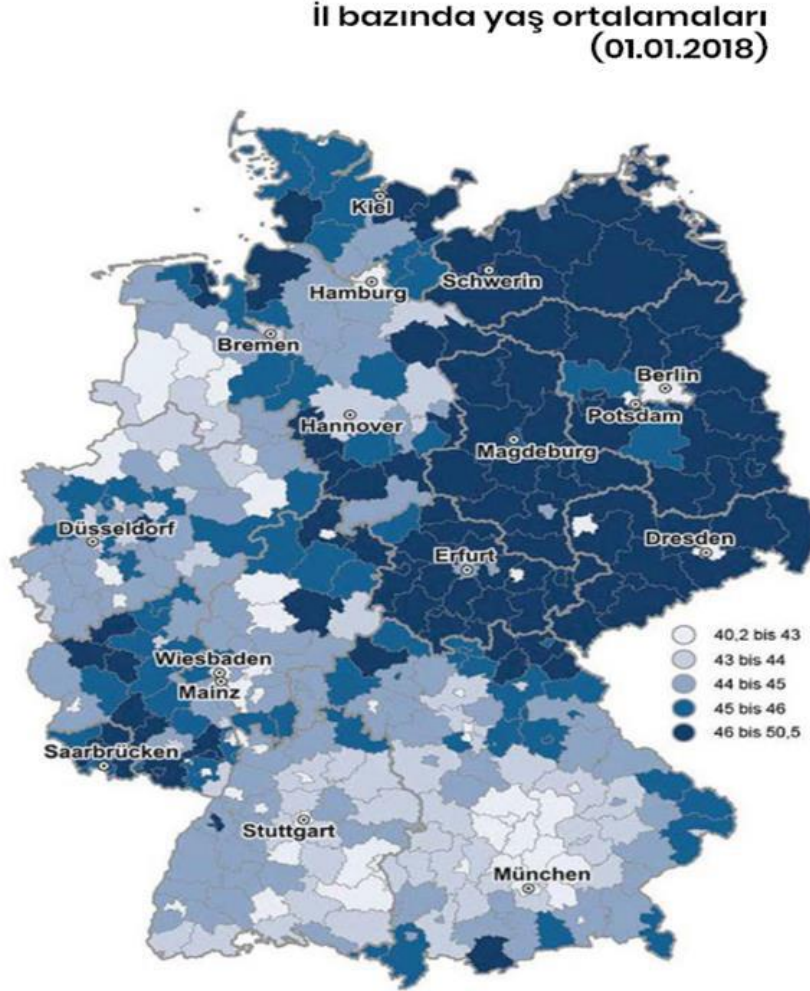 İl bazında yaş ortalamaları
(01.01.2018)
Kiel
Schwerin
Hamburg
Bremen
Berlin
Potsdam
Hannover
Magdeburg
Düsseldorf
Dresden
Erfurt
Wiesbaden
Mainz
Saarbrücken
Stuttgart
München
40,2 bis 43
43 bis 44
44 bis 45
45 bis 46
46 bis 50,5